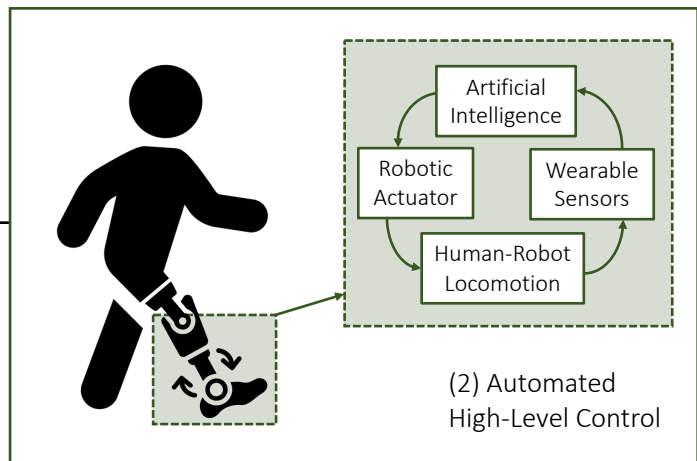 Artificial
Intelligence
Robotic
Actuator
Wearable
Sensors
Human-Robot
Locomotion
(2) Automated
High-Level Control